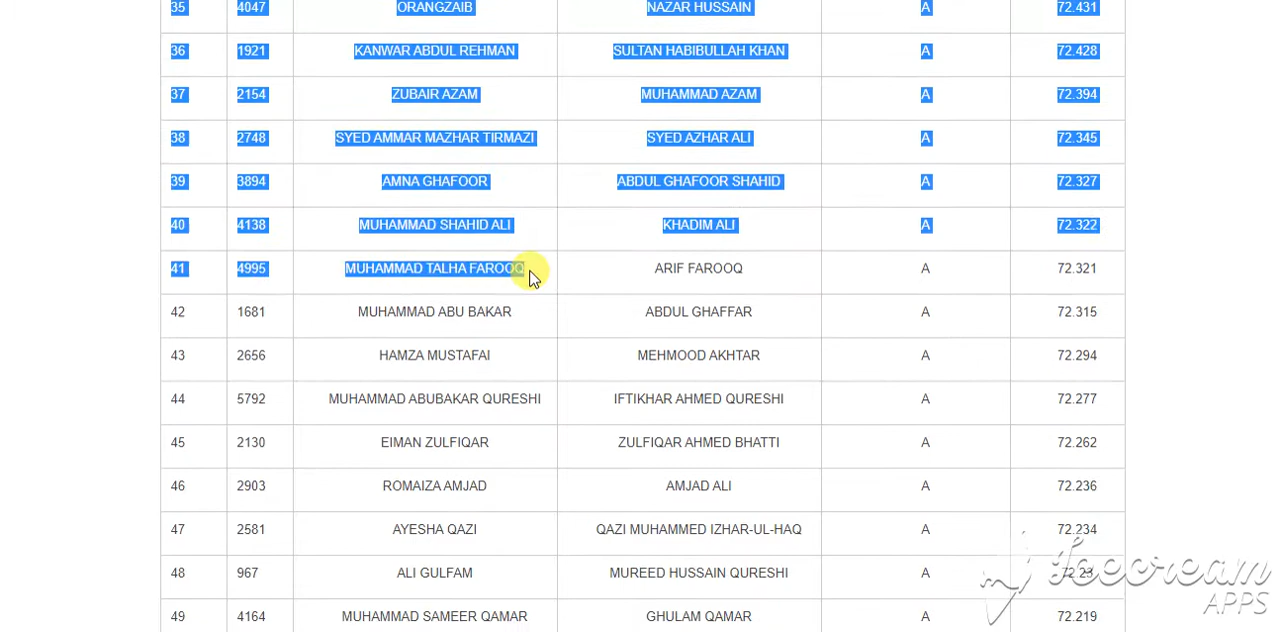 35 4047 ORANGZAIB NAZAR HUSSAIN A 72.431
36 1921 KANWAR ABDUL REHMAN SULTAN HABIBULLAH KHAN A 72.428
37 2154 ZUBAIR AZAM MUHAMMAD AZAM A 72.394
38 2748 SYED AMMAR MAZHAR TIRMAZI SYED AZHAR ALI A 72.345
39 3894 AMNA GHAFOOR ABDUL GHAFOOR SHAHID A 72.327
40 4138 MUHAMMAD SHAHID ALI KHADIM ALI A 72.322
41 4995 MUHAMMAD TALHA FAROOQ ARIF FAROOQ A 72.321
42 1681 MUHAMMAD ABU BAKAR ABDUL GHAFFAR A 72.315
43 2656 HAMZA MUSTAFAI MEHMOOD AKHTAR A 72.294
44 5792 MUHAMMAD ABUBAKAR QURESHI IFTIKHAR AHMED QURESHI A 72.277
45 2130 EIMAN ZULFIQAR ZULFIQAR AHMED BHATTI A 72.262
46 2903 ROMAIZA AMJAD AMJAD ALI A 72.236
47 2581 AYESHA QAZI QAZI MUHAMMED IZHAR-UL-HAQ A 72.234
48 967 ALI GULFAM MUREED HUSSAIN QURESHI A 72.23
49 4164 MUHAMMAD SAMEER QAMAR GHULAM QAMAR A 72.219
Icecream
APPS